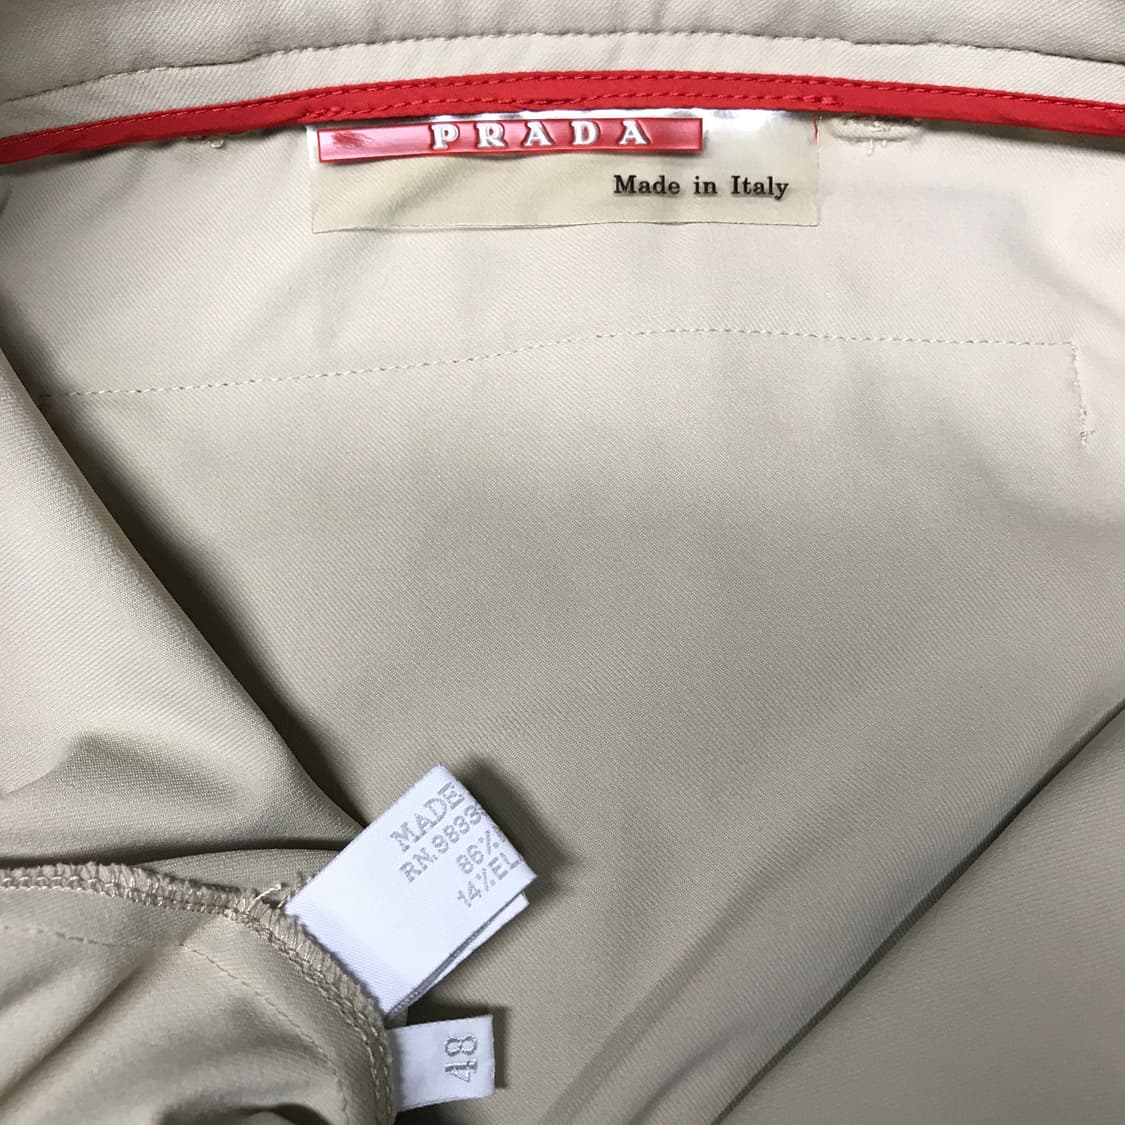 PRADA
Made in Italy
MADE
RN.9833
86%
14%EL
48